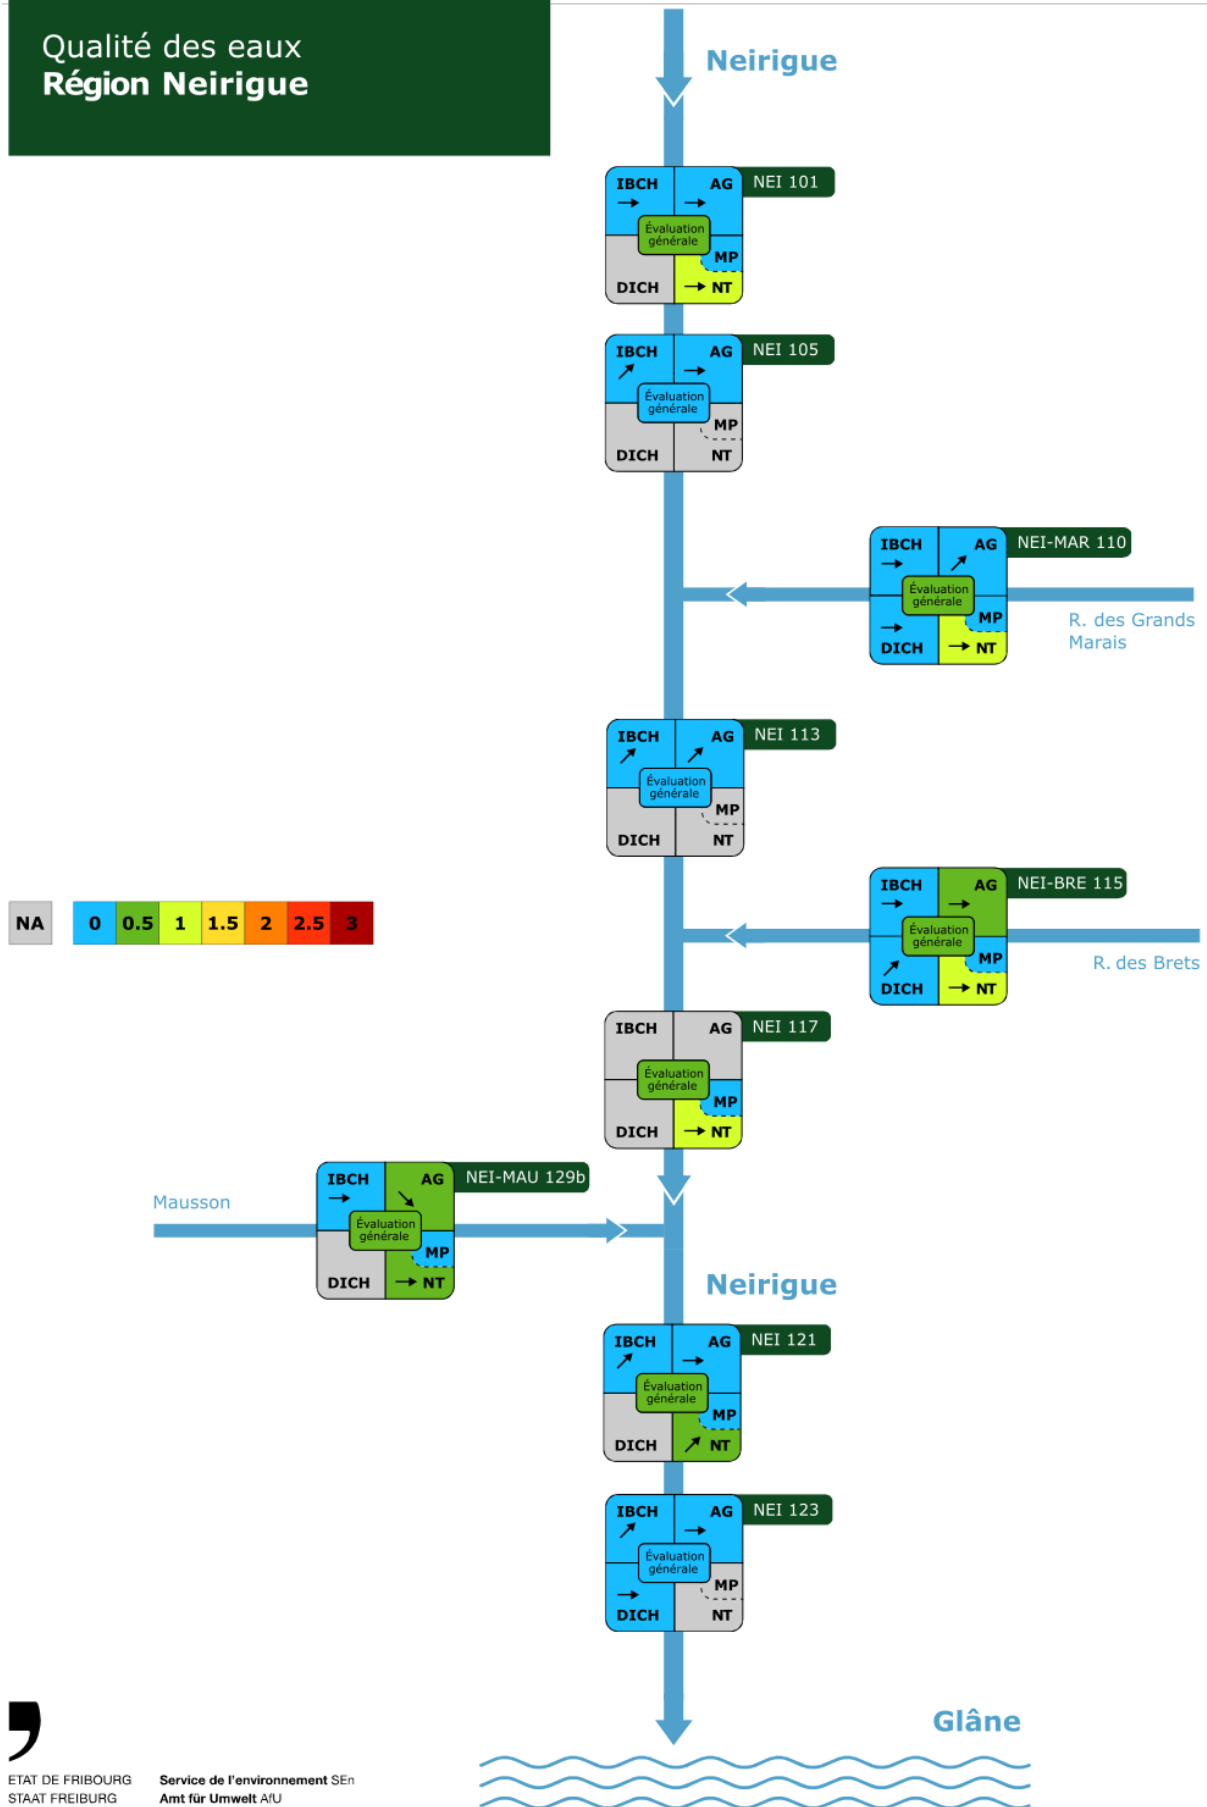 Qualité des eaux
Région Neirigue
Neirigue
IBCH
AG
NEI 101
Évaluation
générale
MP
DICH
NT
IBCH
AG
NEI 105
Évaluation
générale
MP
DICH
NT
IBCH
AG
NEI-MAR 110
Évaluation
générale
MP
DICH
NT
R. des Grands
Marais
IBCH
AG
NEI 113
Évaluation
générale
MP
DICH
NT
NA
0
0.5
1
1.5
2
2.5
3
IBCH
AG
NEI-BRE 115
Évaluation
générale
MP
DICH
NT
R. des Brets
IBCH
AG
NEI 117
Évaluation
générale
MP
DICH
NT
Mausson
IBCH
AG
NEI-MAU 129b
Évaluation
générale
MP
DICH
NT
Neirigue
IBCH
AG
NEI 121
Évaluation
générale
MP
DICH
NT
IBCH
AG
NEI 123
Évaluation
générale
MP
DICH
NT
Glâne
ETAT DE FRIBOURG
STAAT FREIBURG
Service de l'environnement SEn
Amt für Umwelt AfU